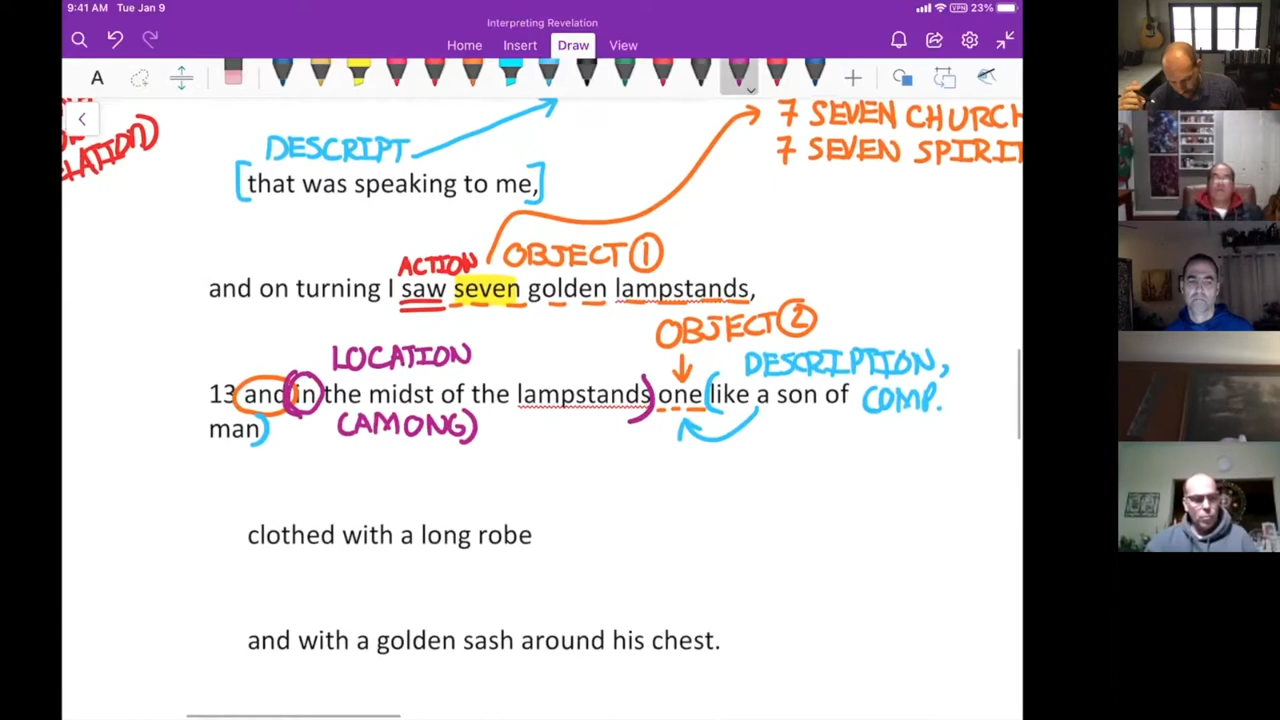 9:41 AM Tue Jan 9
VPN 23%
Interpreting Revelation
Home Insert Draw View
A
7 SEVEN CHURCH
ELATION)
DESCRIPT
7 SEVEN SPIRI
[that was speaking to me,]
ACTION OBJECT 1
and on turning I saw seven golden lampstands,
OBJECT 2
LOCATION DESCRIPTION,
13 and in the midst of the lampstands) one (like a son of COMP.
man) (AMONG)
clothed with a long robe
and with a golden sash around his chest.